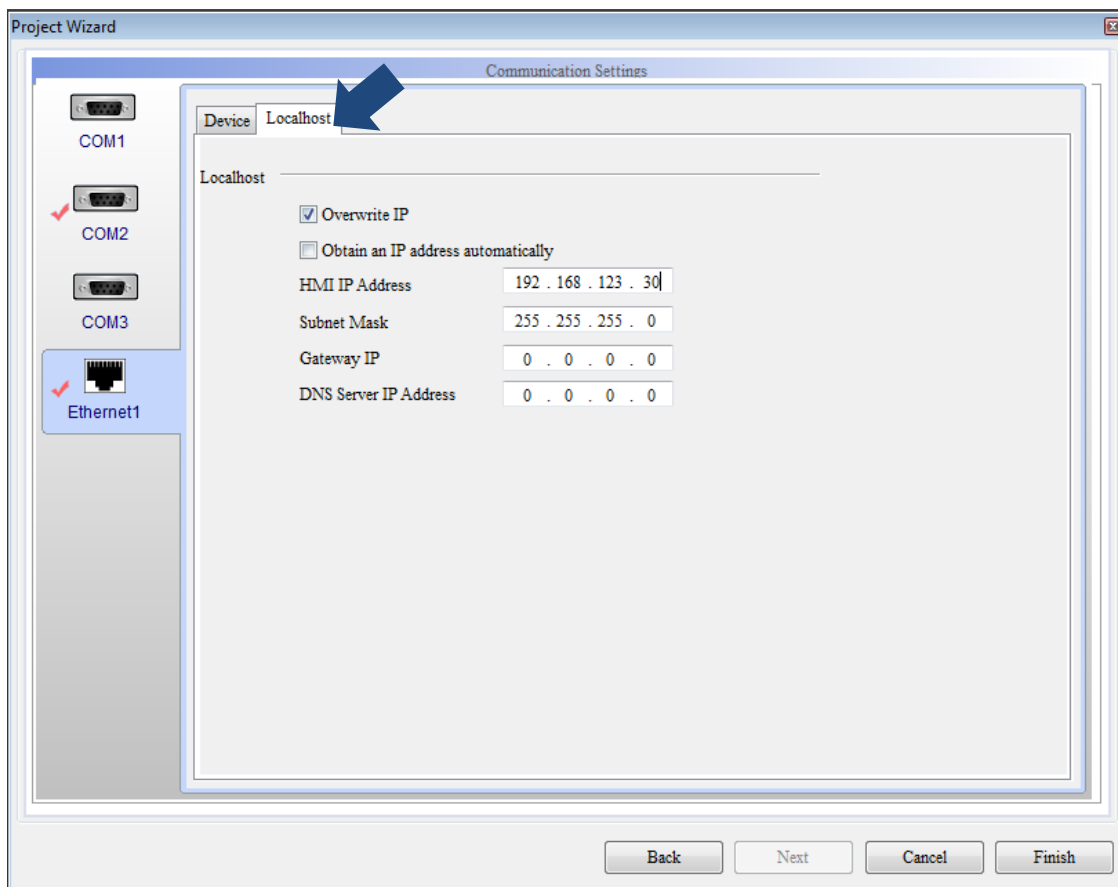 Project Wizard
Communication Settings
COM1
COM2
COM3
Ethernet1
Device Localhost
Localhost
Overwrite IP
Obtain an IP address automatically
HMI IP Address 192 . 168 . 123 . 30
Subnet Mask 255 . 255 . 255 . 0
Gateway IP 0 . 0 . 0 . 0
DNS Server IP Address 0 . 0 . 0 . 0
Back Next Cancel Finish